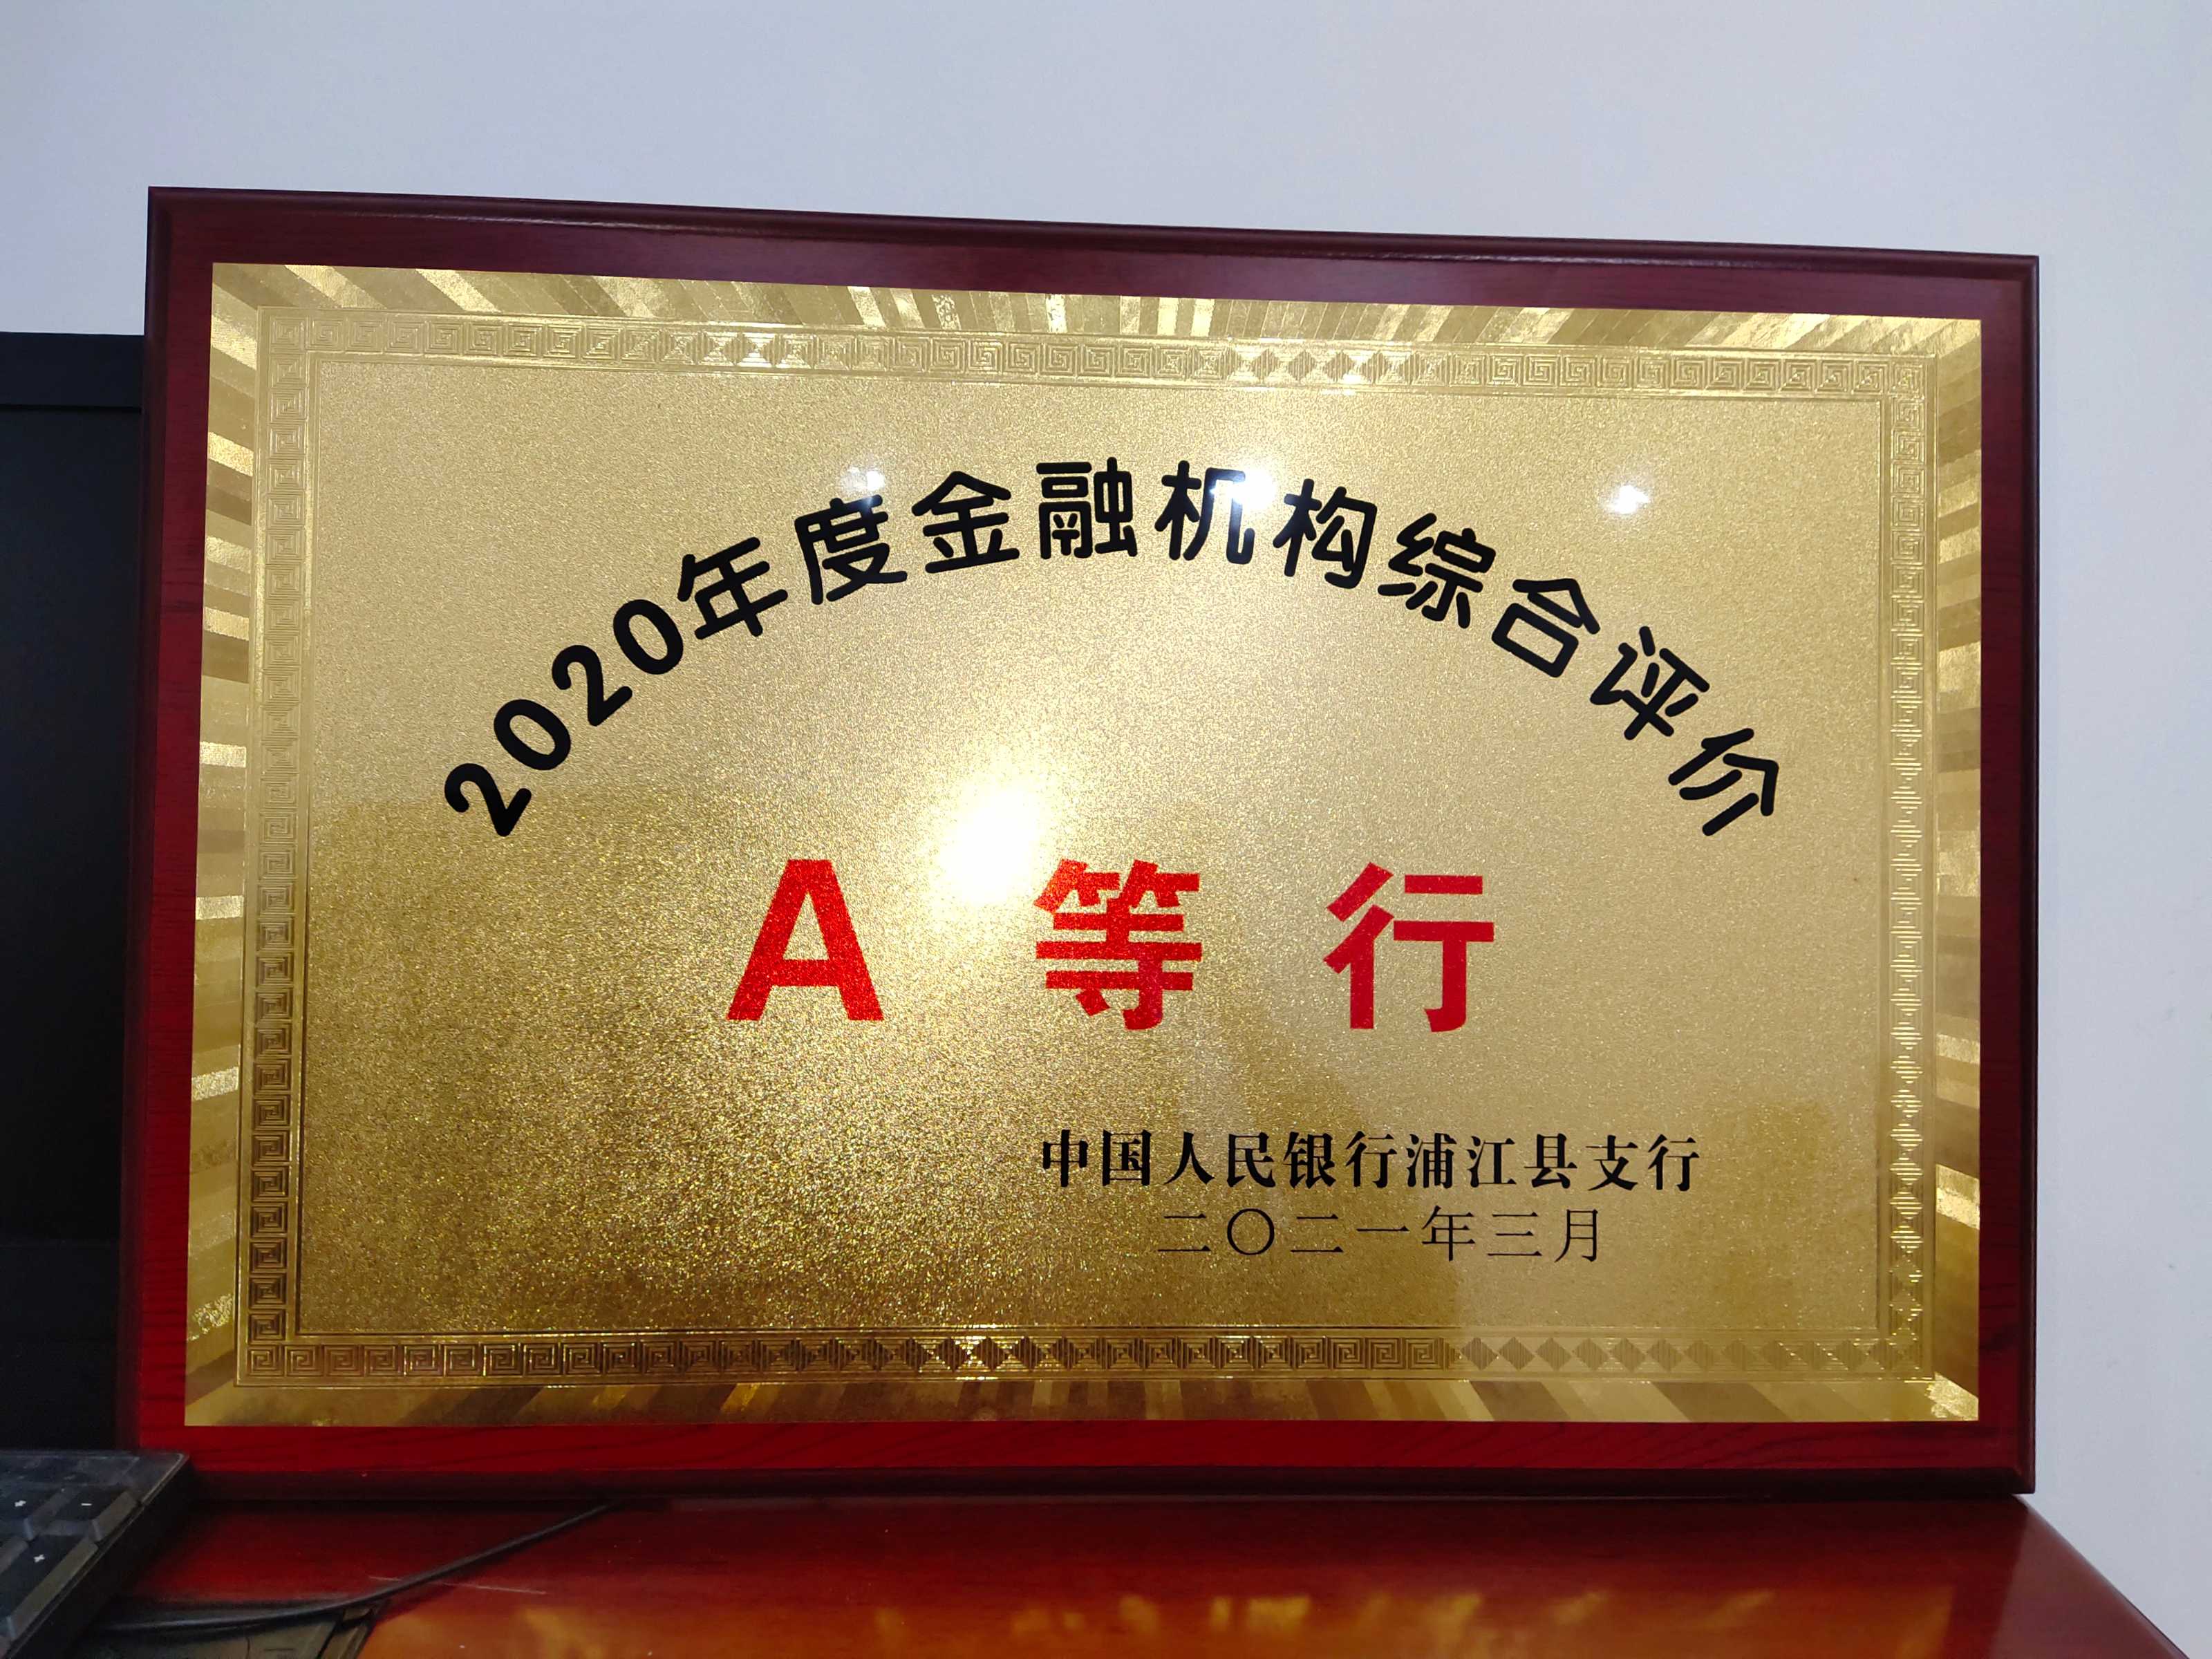 2020年度金融机构综合评价
A 等 行
中国人民银行浦江县支行
二〇二一年三月